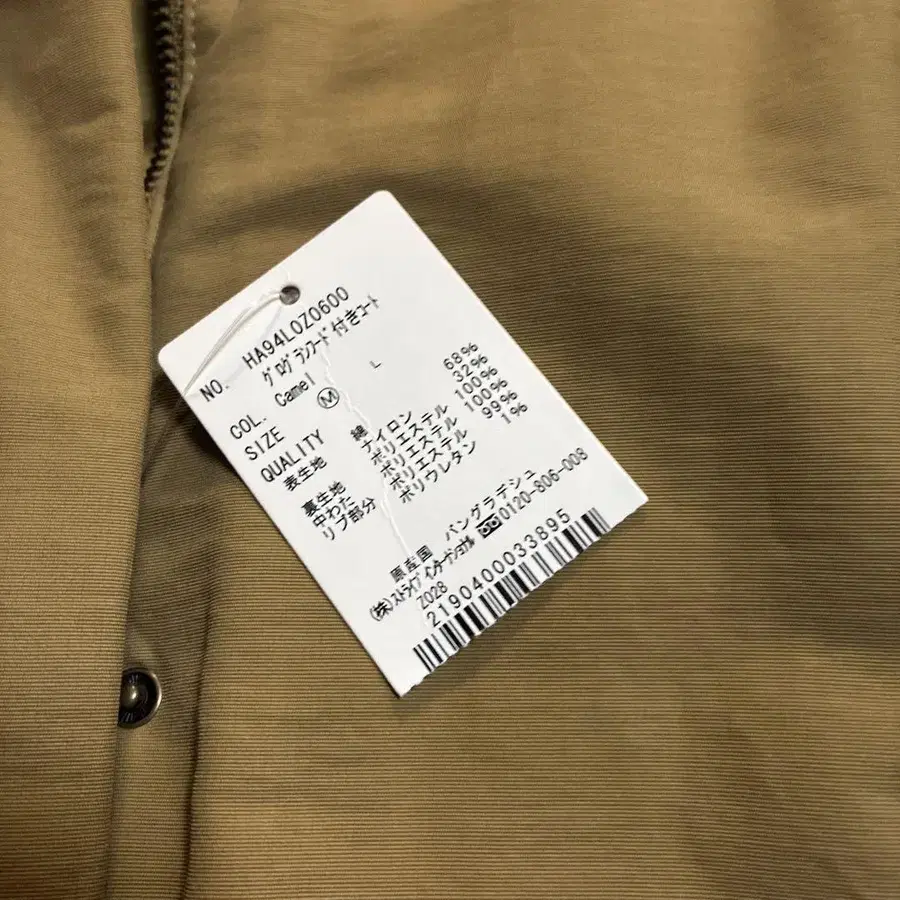 NO. HA94L0Z0600
ｸﾞﾛｸﾞﾗﾝﾌｰﾄﾞ付きｺｰﾄ
COL. Camel
SIZE Ⓜ L
QUALITY
表生地 綿 68%
ナイロン 32%
裏生地 ポリエステル 100%
中わた ポリエステル 100%
リブ部分 ポリエステル 99%
ポリウレタン 1%
原産国 バングラデシュ
(株)ｽﾄﾗｲﾌﾟｲﾝﾀｰﾅｼｮﾅﾙ 0120-806-008
Z028
2190400033895